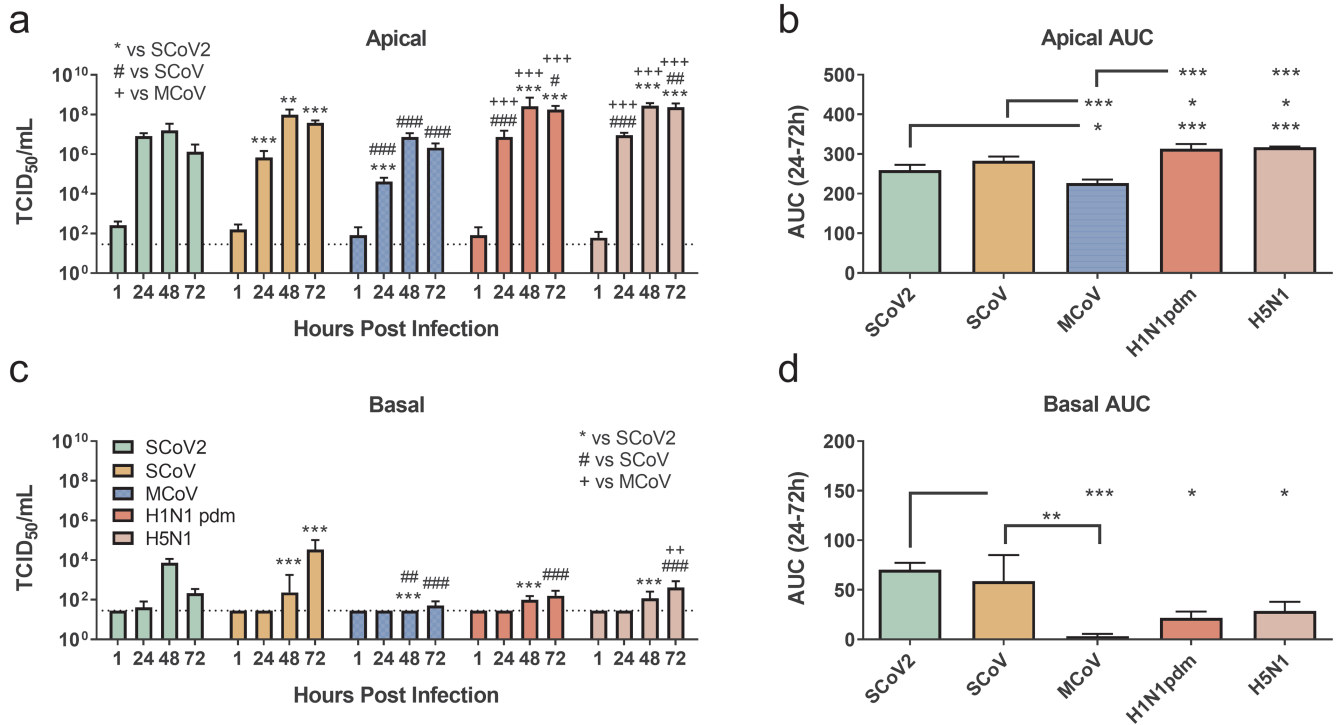 a
Apical
* vs SCoV2
# vs SCoV
+ vs MCoV
TCID50/mL
10^10
10^8
10^6
10^4
10^2
10^0
*** ** ***
### *** ### ###
+++ ### +++ *** +++ # ***
+++ ### +++ *** +++ ## ***
1 24 48 72 1 24 48 72 1 24 48 72 1 24 48 72 1 24 48 72
Hours Post Infection
b
Apical AUC
AUC (24-72h)
500
400
300
200
100
0
*** ***
*** * *
* *** ***
SCoV2
SCoV
MCoV
H1N1pdm
H5N1
c
Basal
SCoV2
SCoV
MCoV
H1N1 pdm
H5N1
* vs SCoV2
# vs SCoV
+ vs MCoV
TCID50/mL
10^10
10^8
10^6
10^4
10^2
10^0
*** ***
## *** ###
*** ###
*** ++ ###
1 24 48 72 1 24 48 72 1 24 48 72 1 24 48 72 1 24 48 72
Hours Post Infection
d
Basal AUC
AUC (24-72h)
200
150
100
50
0
*** * *
**
SCoV2
SCoV
MCoV
H1N1pdm
H5N1